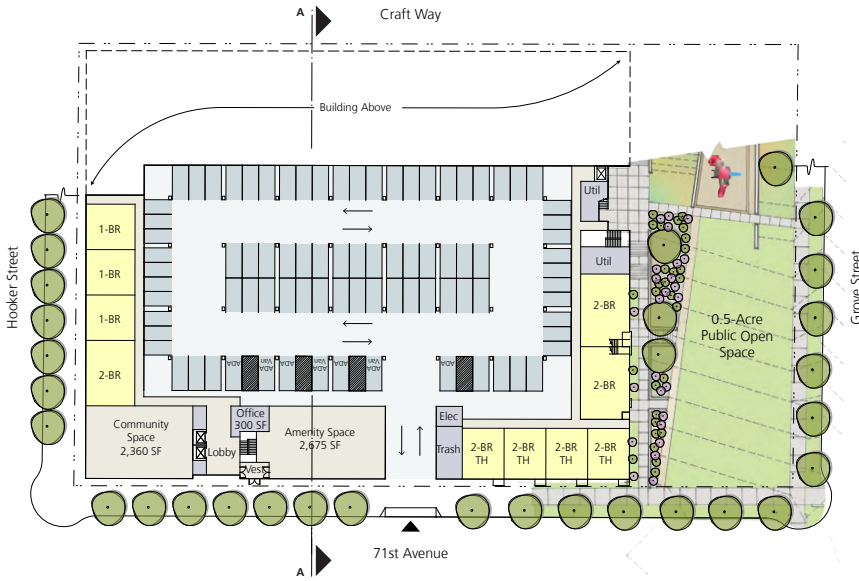 A
Craft Way
Building Above
Hooker Street
Grove Street
Util
1-BR
Util
1-BR
2-BR
1-BR
0.5-Acre
Public Open
Space
2-BR
2-BR
ADA
Van
ADA
ADA
Van
ADA
ADA
Van
ADA
ADA
Community
Space
2,360 SF
Office
300 SF
Lobby
Amenity Space
2,675 SF
Vest
Elec
Trash
2-BR
TH
2-BR
TH
2-BR
TH
2-BR
TH
71st Avenue
A